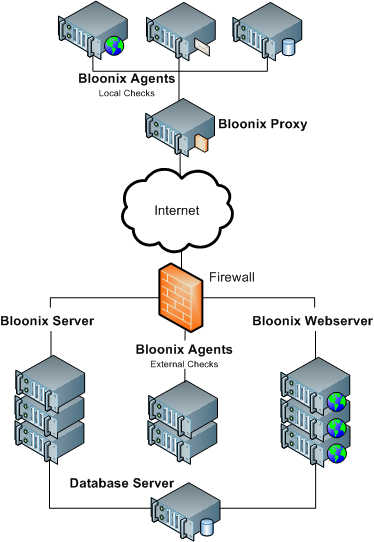 Bloonix Agents
Local Checks
Bloonix Proxy
Internet
Firewall
Bloonix Server
Bloonix Webserver
Bloonix Agents
External Checks
Database Server